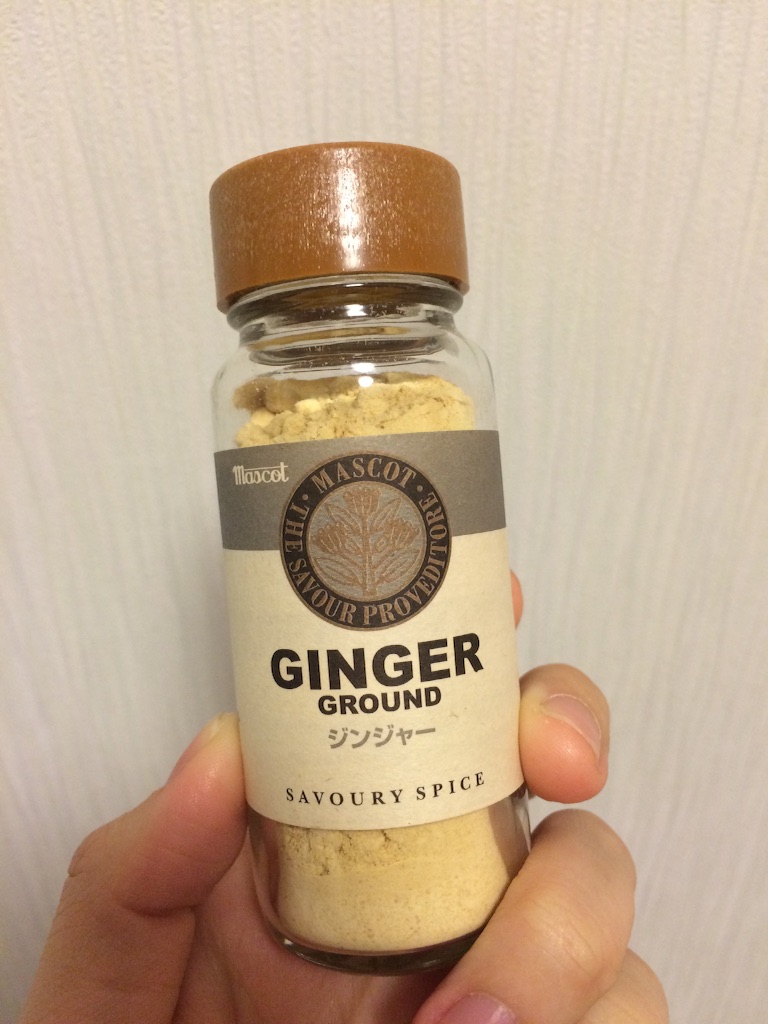 Mascot
· MASCOT ·
THE SAVOUR PROVEDITORE
GINGER
GROUND
ジンジャー
SAVOURY SPICE